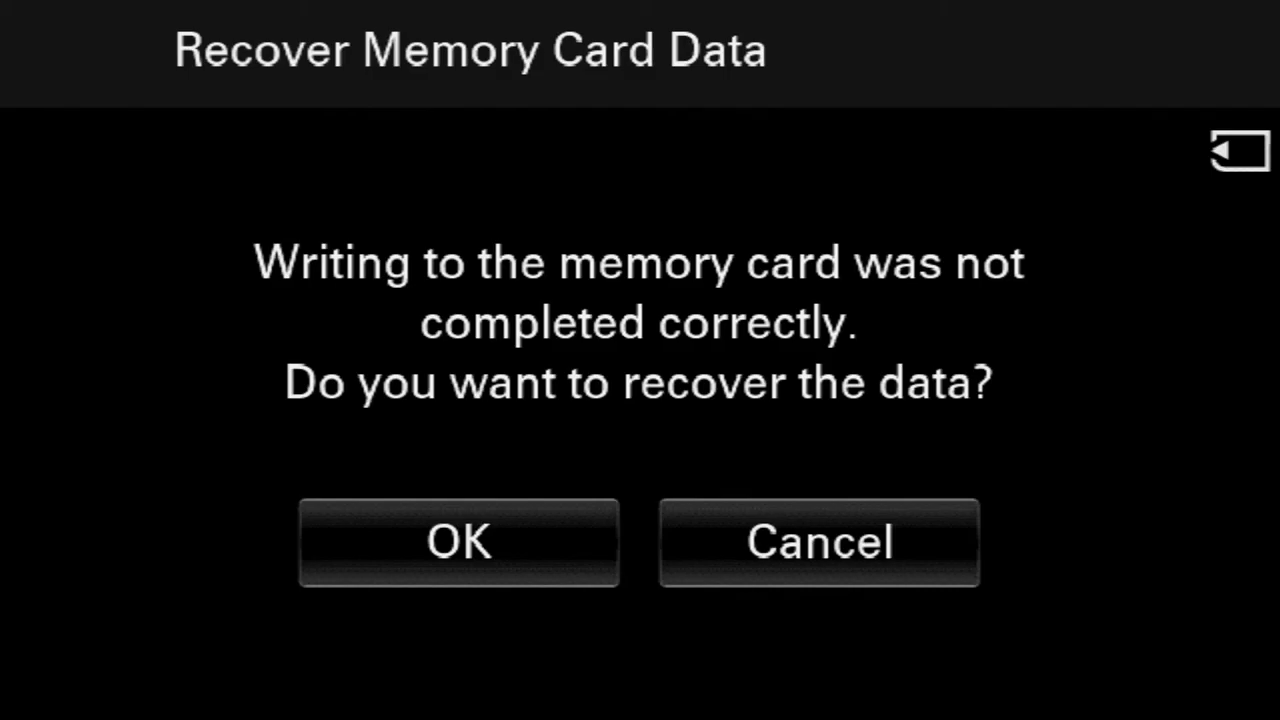 Recover Memory Card Data
Writing to the memory card was not
completed correctly.
Do you want to recover the data?
OK Cancel